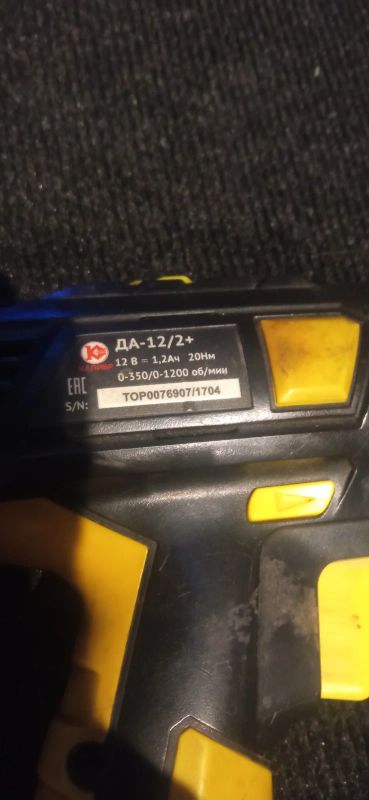 ДА-12/2+
КАЛИБР
12 В = 1,2Ач 20Нм
EAC
0-350/0-1200 об/мин
S/N: TOP0076907/1704